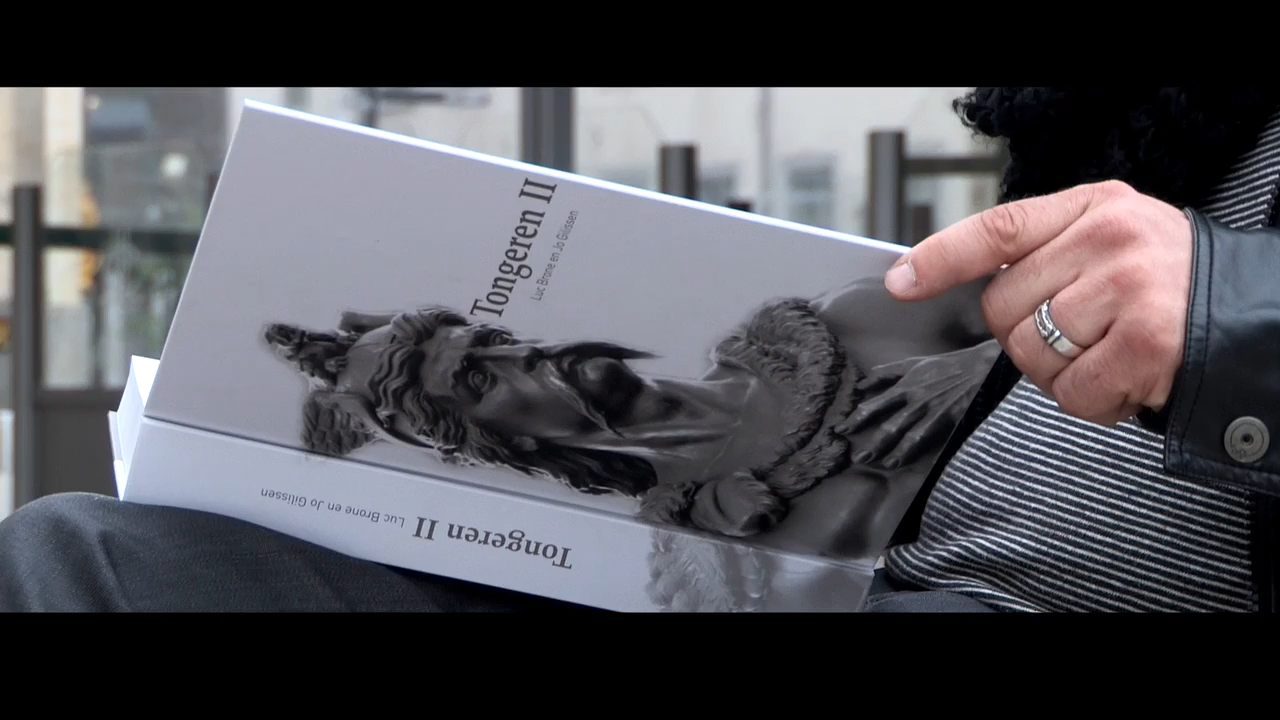 Tongeren II
Luc Brone en Jo Gilissen
Tongeren II Luc Brone en Jo Gilissen